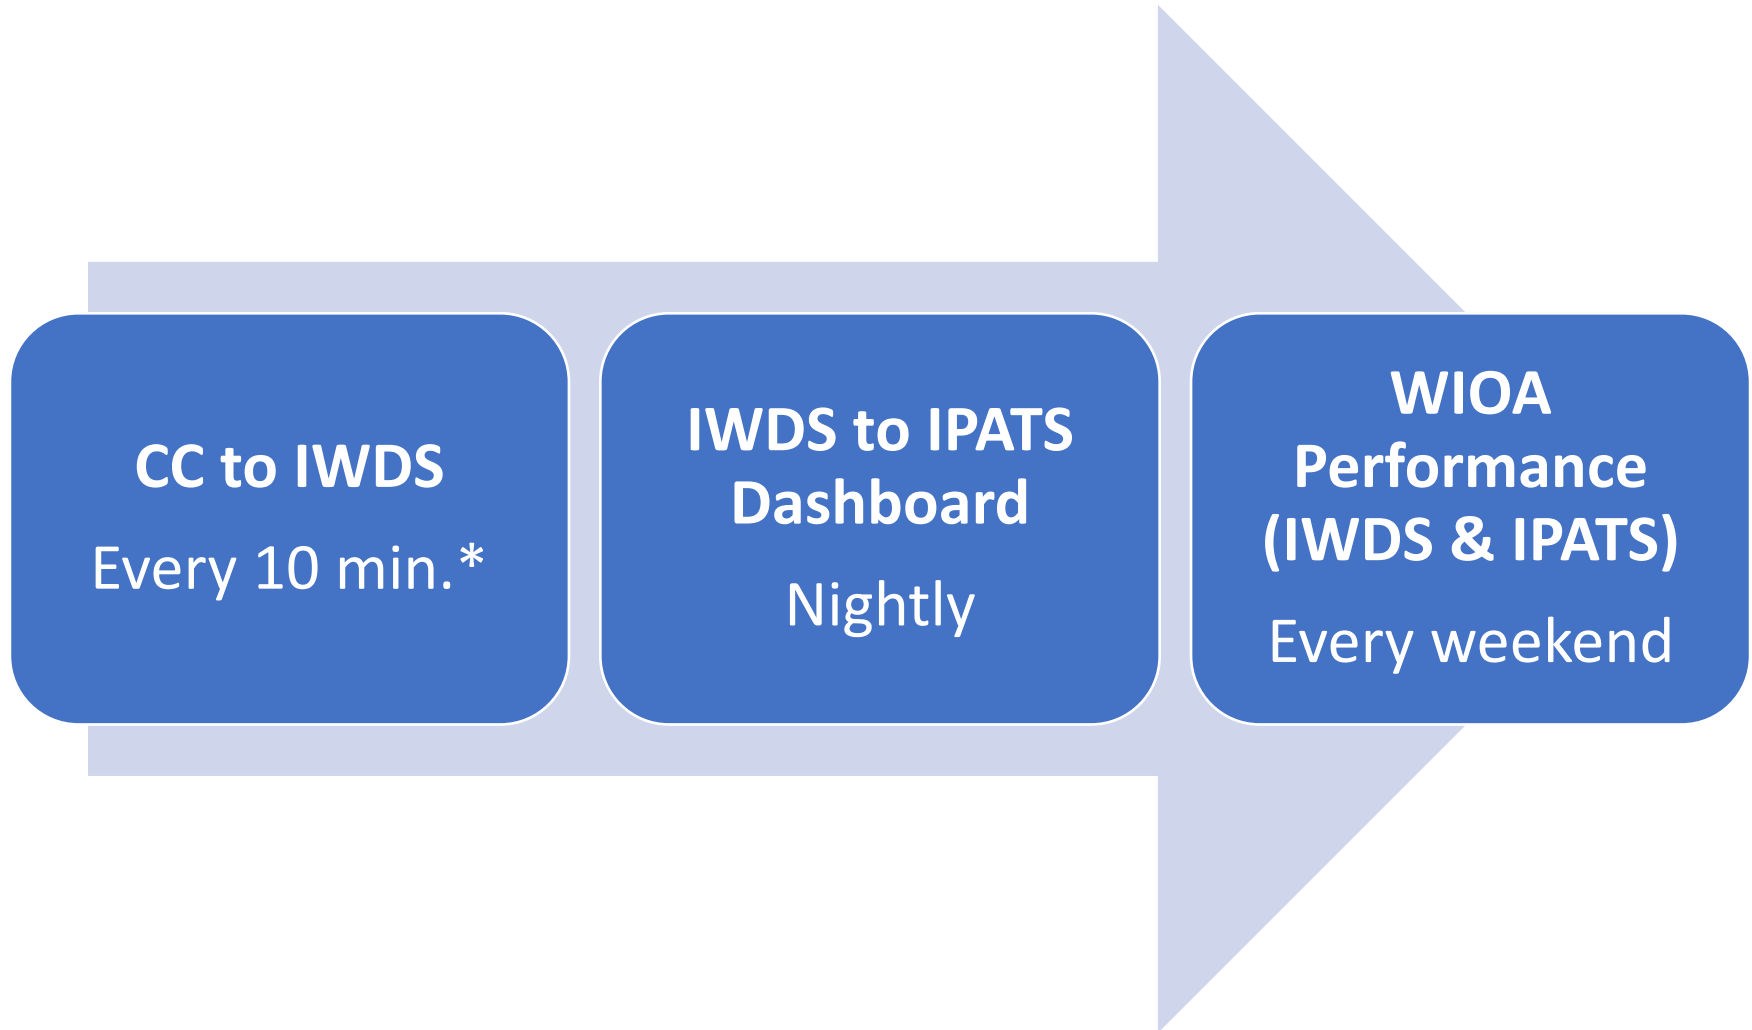 CC to IWDS
Every 10 min.*
IWDS to IPATS
Dashboard
Nightly
WIOA
Performance
(IWDS & IPATS)
Every weekend